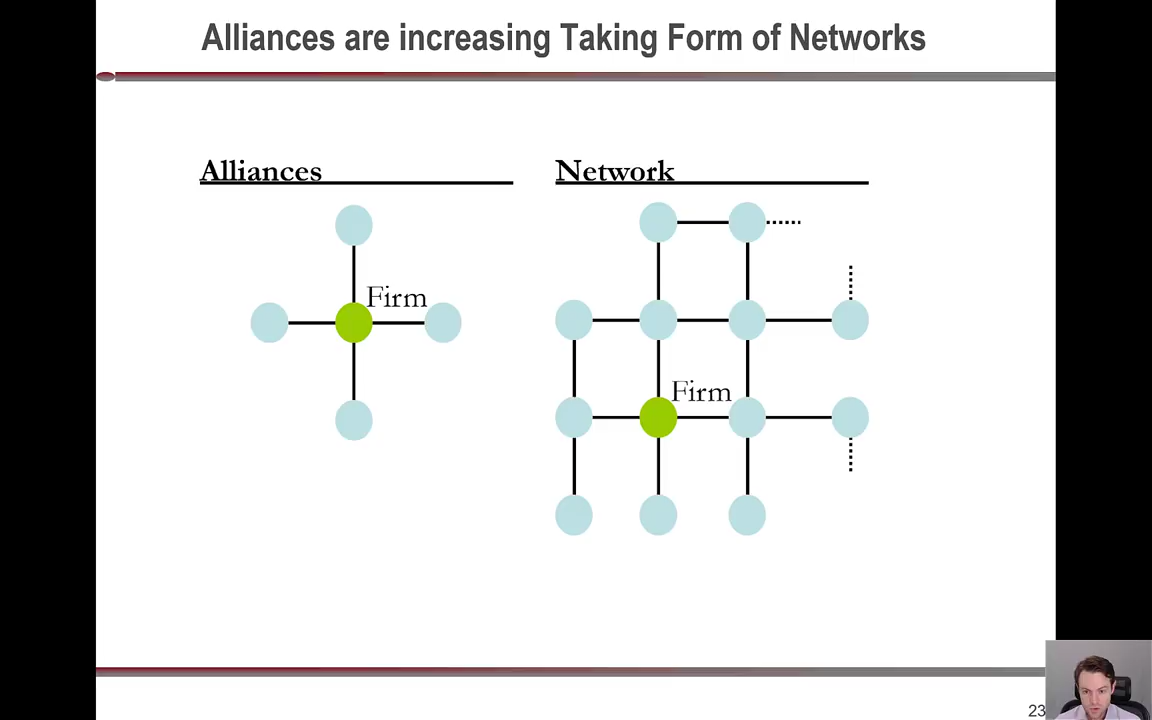 Alliances are increasing Taking Form of Networks
Alliances
Network
Firm
Firm
23